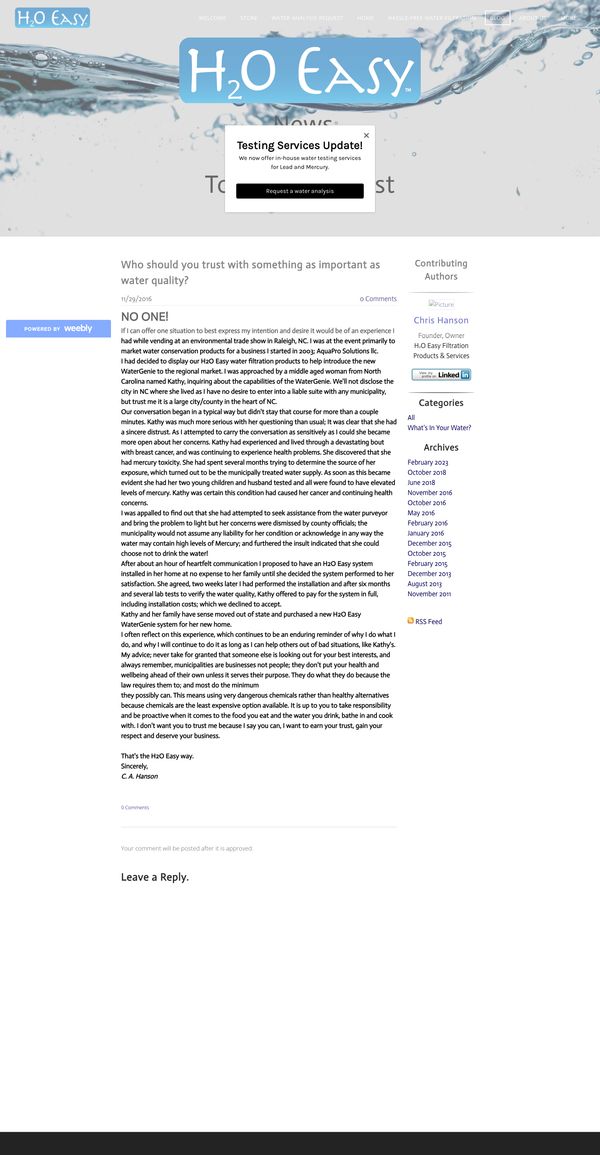 H2O Easy
WELCOME STORE WATER ANALYSIS REQUEST HOME HASSLE-FREE WATER FILTRATION BLOG ABOUT US MORE...
H2O Easy™
News
Testing Services Update!
We now offer in-house water testing services
for Lead and Mercury.
Request a water analysis
Who should you trust with something as important as
water quality?
11/29/2016
0 Comments
NO ONE!
If I can offer one situation to best express my intention and desire it would be of an experience I
had while vending at an environmental trade show in Raleigh, NC. I was at the event primarily to
market water conservation products for a business I started in 2003; AquaPro Solutions llc.
I had decided to display our H2O Easy water filtration products to help introduce the new
WaterGenie to the regional market. I was approached by a middle aged woman from North
Carolina named Kathy, inquiring about the capabilities of the WaterGenie. We'll not disclose the
city in NC where she lived as I have no desire to enter into a liable suite with any municipality,
but trust me it is a large city/county in the heart of NC.
Our conversation began in a typical way but didn't stay that course for more than a couple
minutes. Kathy was much more serious with her questioning than usual; It was clear that she had
a sincere distrust. As I attempted to carry the conversation as sensitively as I could she became
more open about her concerns. Kathy had experienced and lived through a devastating bout
with breast cancer, and was continuing to experience health problems. She discovered that she
had mercury toxicity. She had spent several months trying to determine the source of her
exposure, which turned out to be the municipally treated water supply. As soon as this became
evident she had her two young children and husband tested and all were found to have elevated
levels of mercury. Kathy was certain this condition had caused her cancer and continuing health
concerns.
I was appalled to find out that she had attempted to seek assistance from the water purveyor
and bring the problem to light but her concerns were dismissed by county officials; the
municipality would not assume any liability for her condition or acknowledge in any way the
water may contain high levels of Mercury; and furthered the insult indicated that she could
choose not to drink the water!
After about an hour of heartfelt communication I proposed to have an H2O Easy system
installed in her home at no expense to her family until she decided the system performed to her
satisfaction. She agreed, two weeks later I had performed the installation and after six months
and several lab tests to verify the water quality, Kathy offered to pay for the system in full,
including installation costs; which we declined to accept.
Kathy and her family have sense moved out of state and purchased a new H2O Easy
WaterGenie system for her new home.
I often reflect on this experience, which continues to be an enduring reminder of why I do what I
do, and why I will continue to do it as long as I can help others out of bad situations, like Kathy's.
My advice; never take for granted that someone else is looking out for your best interests, and
always remember, municipalities are businesses not people; they don't put your health and
wellbeing ahead of their own unless it serves their purpose. They do what they do because the
law requires them to; and most do the minimum
they possibly can. This means using very dangerous chemicals rather than healthy alternatives
because chemicals are the least expensive option available. It is up to you to take responsibility
and be proactive when it comes to the food you eat and the water you drink, bathe in and cook
with. I don't want you to trust me because I say you can, I want to earn your trust, gain your
respect and deserve your business.
That's the H2O Easy way.
Sincerely,
C. A. Hanson
0 Comments
Your comment will be posted after it is approved.
Leave a Reply.
Contributing
Authors
Picture
Chris Hanson
Founder, Owner
H2O Easy Filtration
Products & Services
View my profile on LinkedIn
Categories
All
What's In Your Water?
Archives
February 2023
October 2018
June 2018
November 2016
October 2016
May 2016
February 2016
January 2016
December 2015
October 2015
February 2015
December 2013
August 2013
November 2011
RSS Feed
POWERED BY weebly